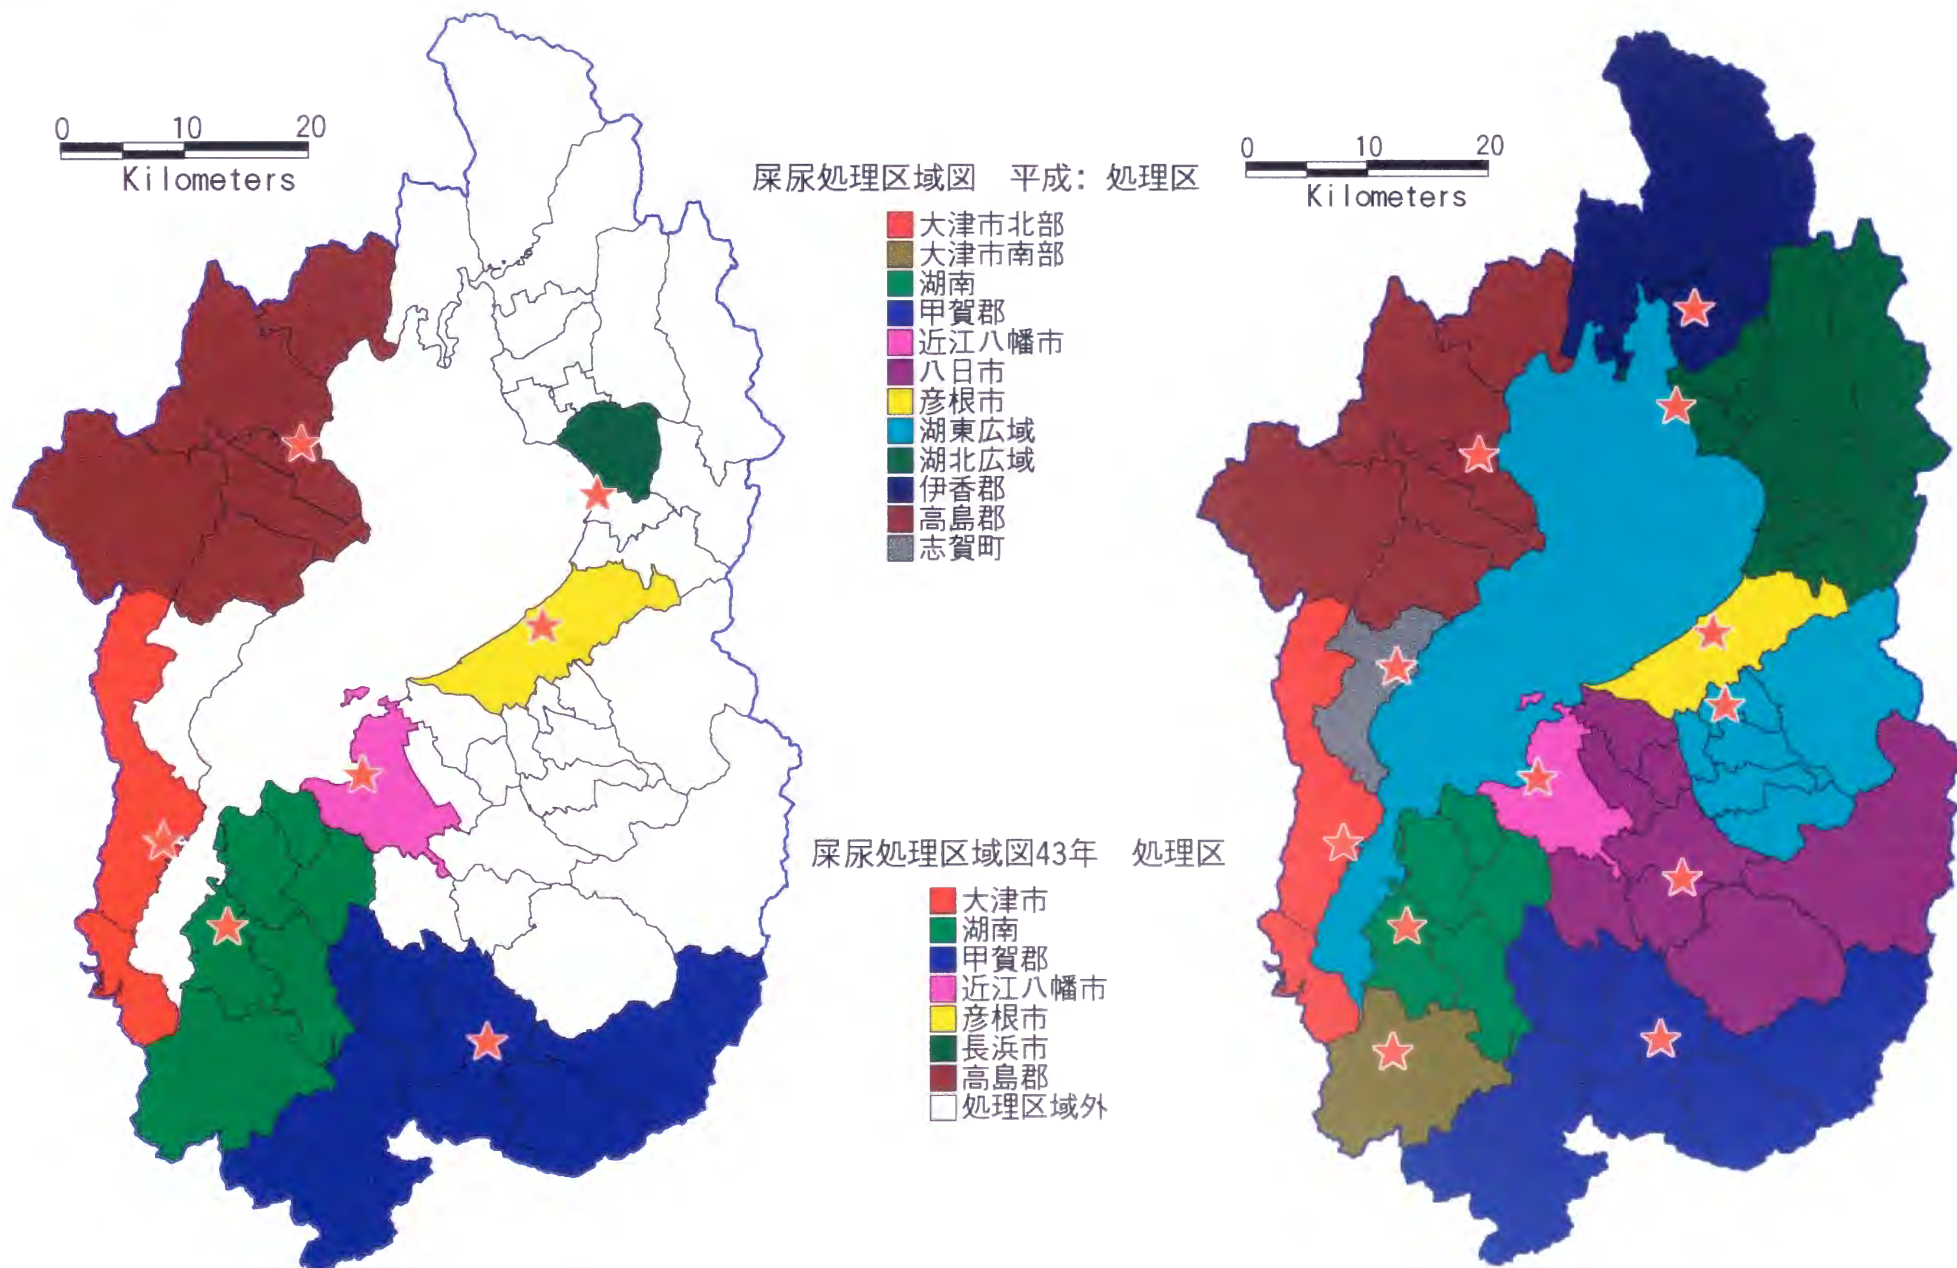 0 10 20
Kilometers
屎尿処理区域図 平成：処理区
大津市北部
大津市南部
湖南
甲賀郡
近江八幡市
八日市
彦根市
湖東広域
湖北広域
伊香郡
高島郡
志賀町
0 10 20
Kilometers
屎尿処理区域図43年 処理区
大津市
湖南
甲賀郡
近江八幡市
彦根市
長浜市
高島郡
処理区域外